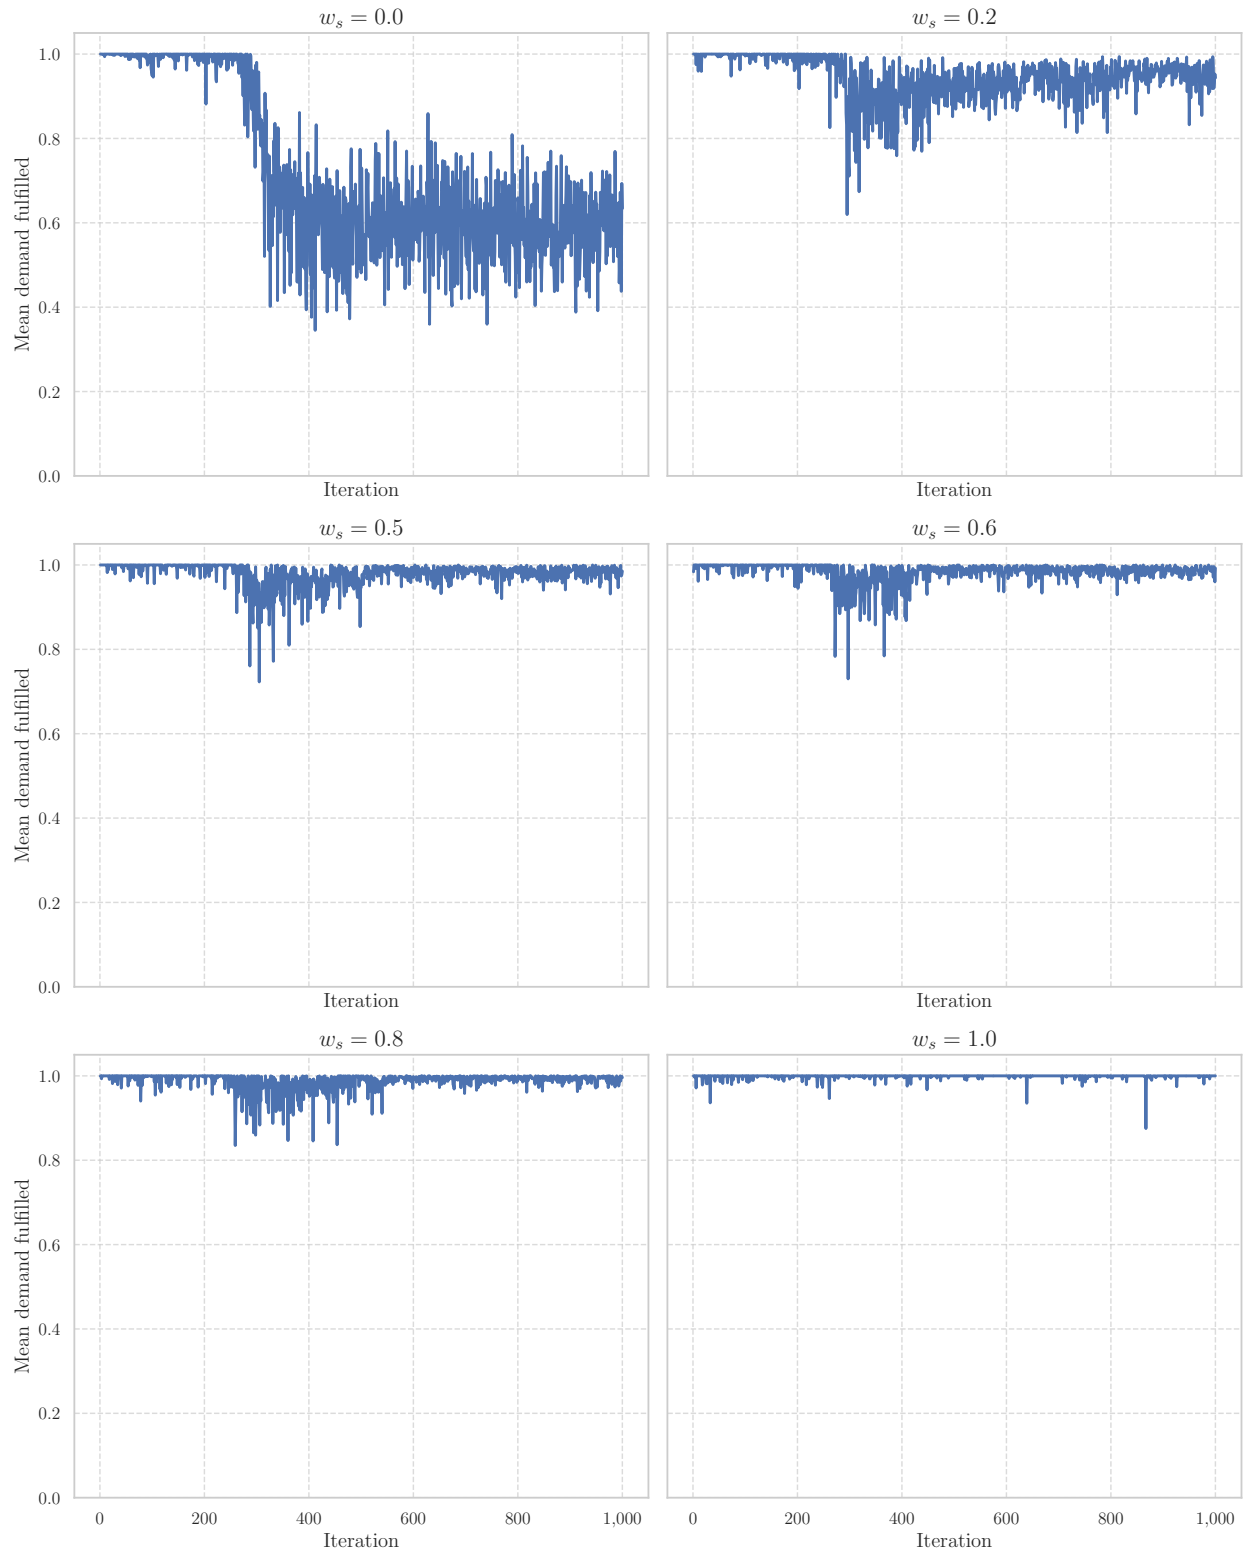 w_s = 0.0
w_s = 0.2
1.0
0.8
0.6
0.4
0.2
0.0
Mean demand fulfilled
Iteration
Iteration
w_s = 0.5
w_s = 0.6
1.0
0.8
0.6
0.4
0.2
0.0
Mean demand fulfilled
Iteration
Iteration
w_s = 0.8
w_s = 1.0
1.0
0.8
0.6
0.4
0.2
0.0
Mean demand fulfilled
0 200 400 600 800 1,000
Iteration
0 200 400 600 800 1,000
Iteration